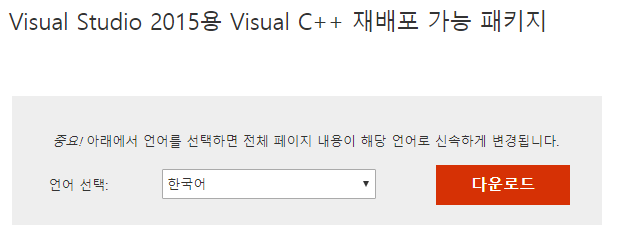 Visual Studio 2015용 Visual C++ 재배포 가능 패키지
중요! 아래에서 언어를 선택하면 전체 페이지 내용이 해당 언어로 신속하게 변경됩니다.
언어 선택: 한국어 다운로드